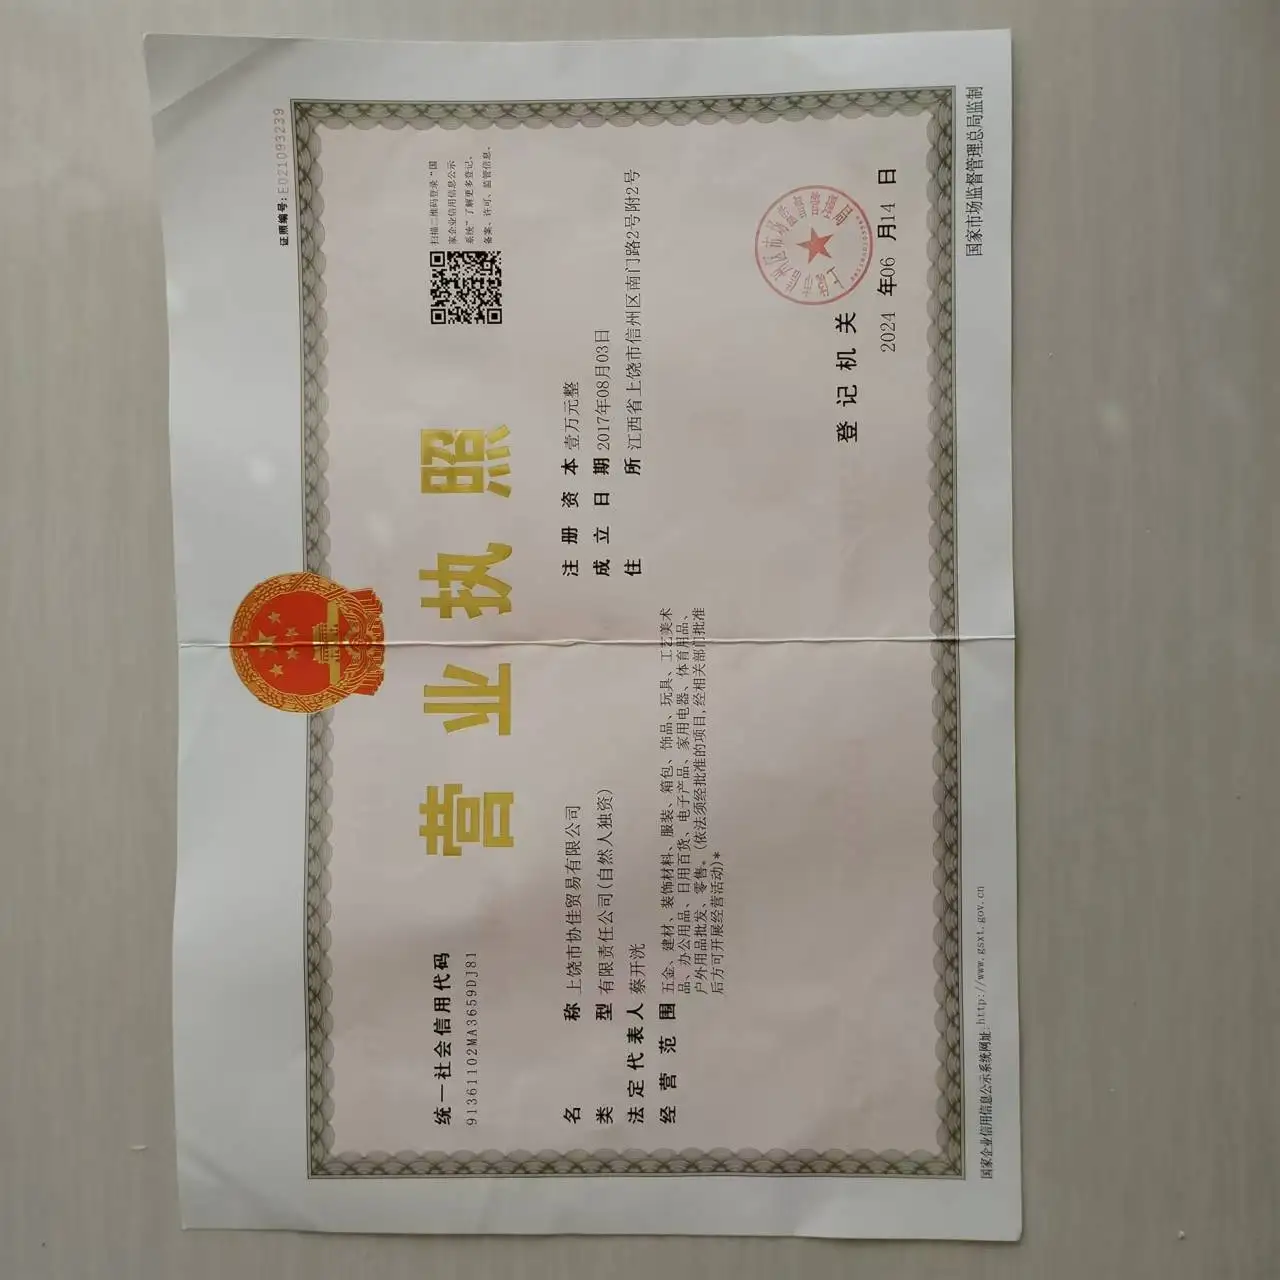 证照编号:E021093239
营业执照
统一社会信用代码
91361102MA3659DJ81
扫描二维码登录“国
家企业信用信息公示
系统”了解更多登记、
备案、许可、监管信息。
名 称 上饶市协佳贸易有限公司
类 型 有限责任公司(自然人独资)
法定代表人 蔡开洸
经营范围 五金、建材、装饰材料、服装、箱包、饰品、玩具、工艺美术
品、办公用品、日用百货、电子产品、家用电器、体育用品、
户外用品批发、零售。(依法须经批准的项目,经相关部门批准
后方可开展经营活动)*
注册资本 壹万元整
成立日期 2017年08月03日
住 所 江西省上饶市信州区南门路2号附2号
登记机关
2024 年06 月14 日
国家企业信用信息公示系统网址:http://www.gsxt.gov.cn
国家市场监督管理总局监制